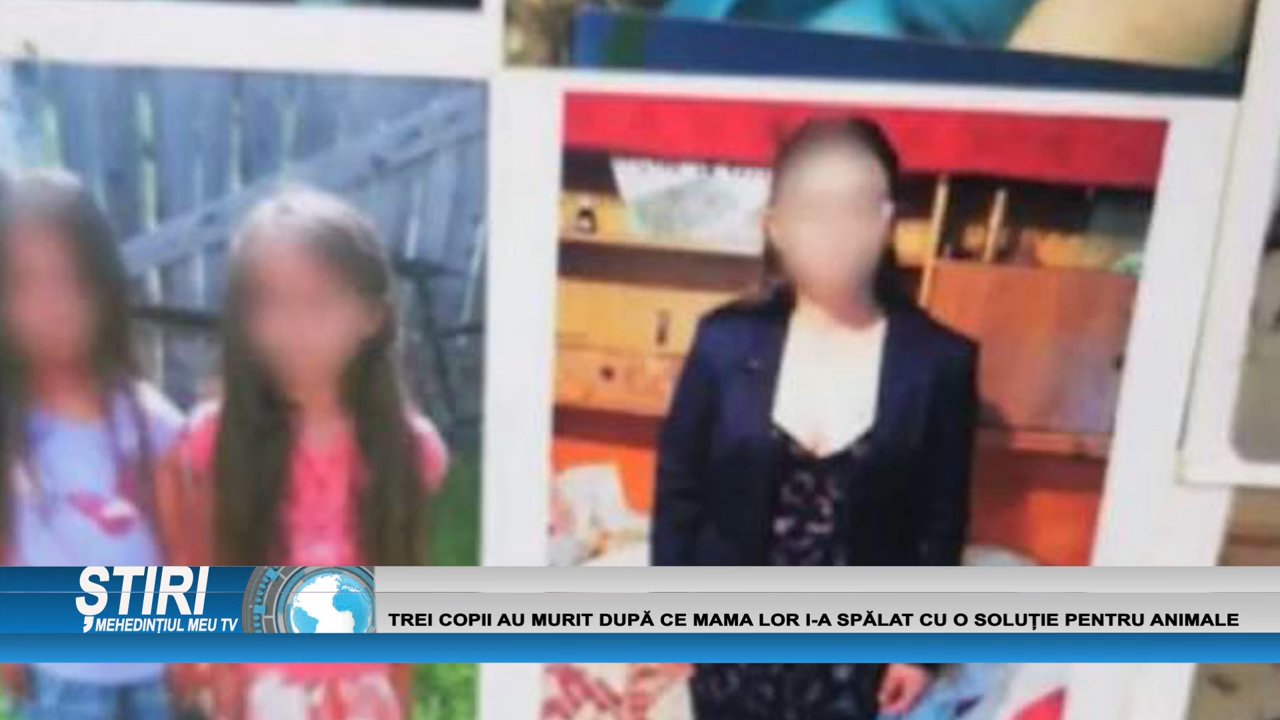 ȘTIRI
MEHEDINȚIUL MEU TV
TREI COPII AU MURIT DUPĂ CE MAMA LOR I-A SPĂLAT CU O SOLUȚIE PENTRU ANIMALE